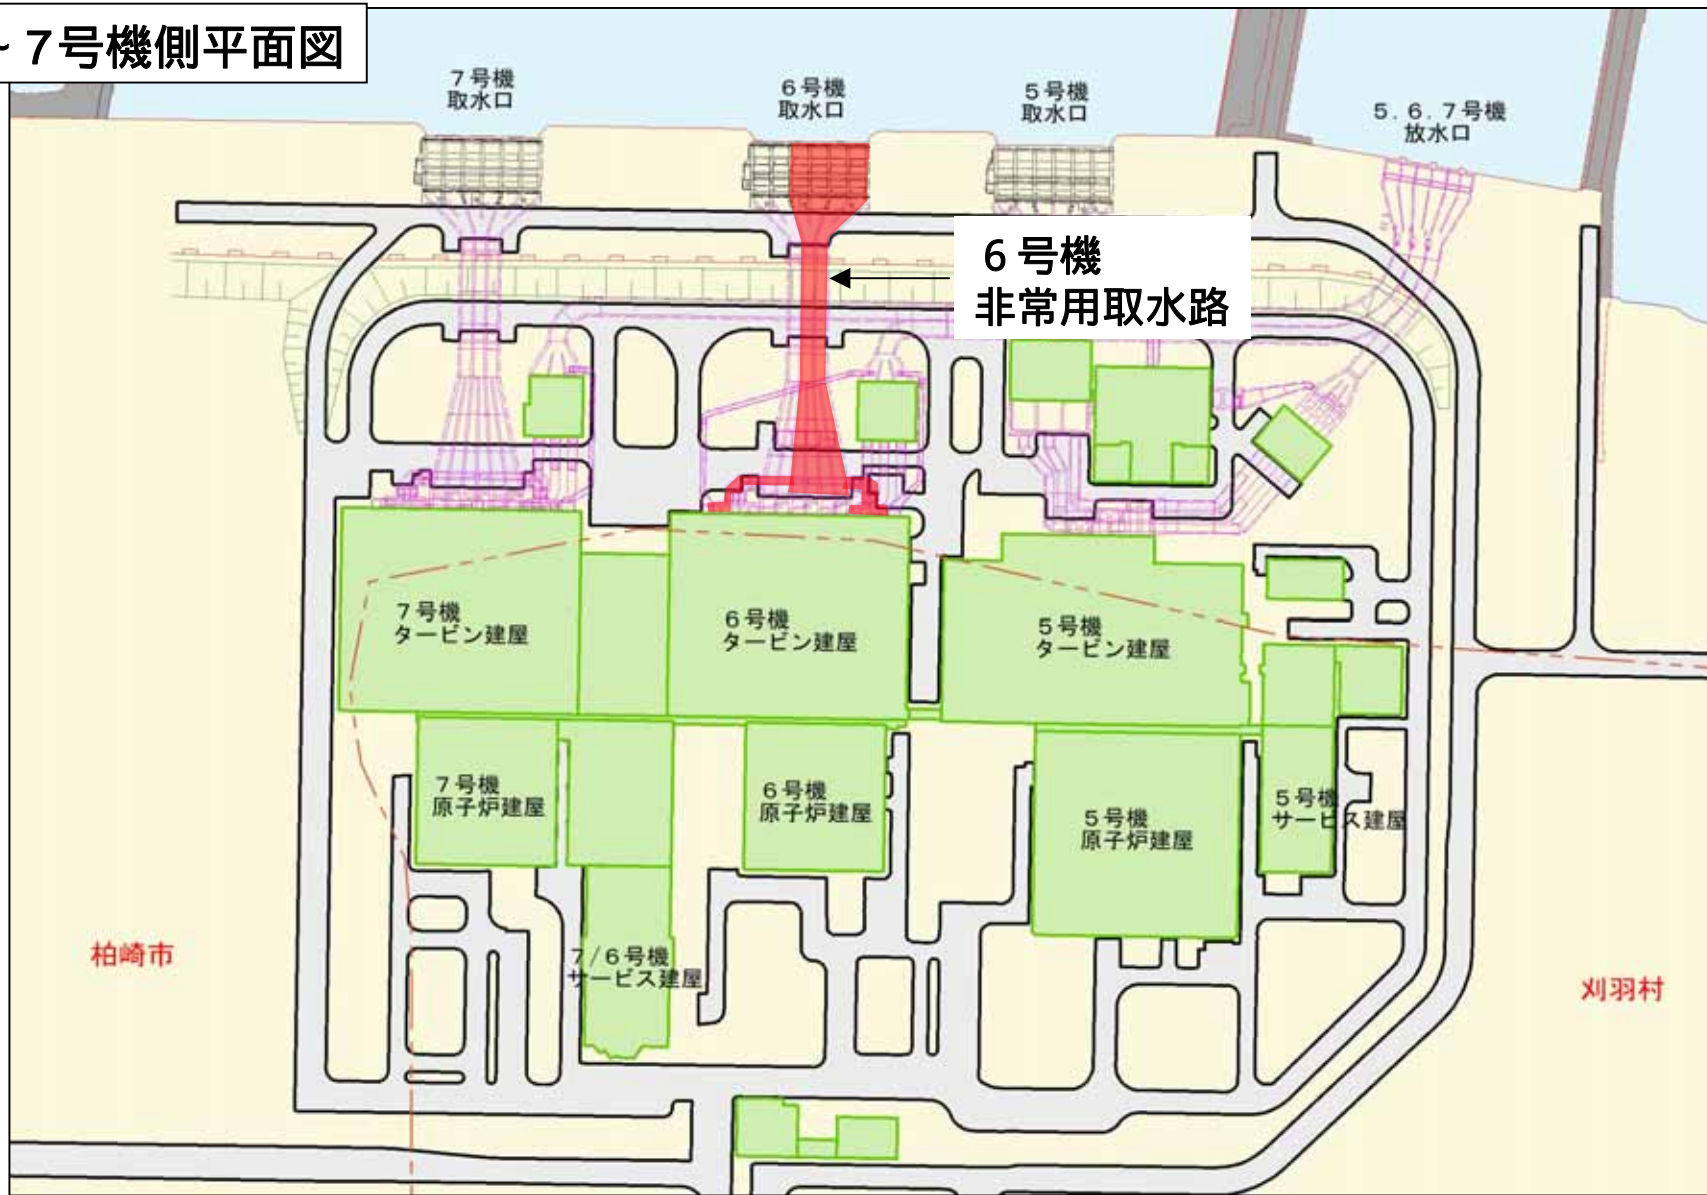 ~７号機側平面図
７号機
取水口
６号機
取水口
５号機
取水口
５.６.７号機
放水口
６号機
非常用取水路
７号機
タービン建屋
６号機
タービン建屋
５号機
タービン建屋
７号機
原子炉建屋
６号機
原子炉建屋
５号機
原子炉建屋
５号機
サービス建屋
７/６号機
サービス建屋
柏崎市
刈羽村